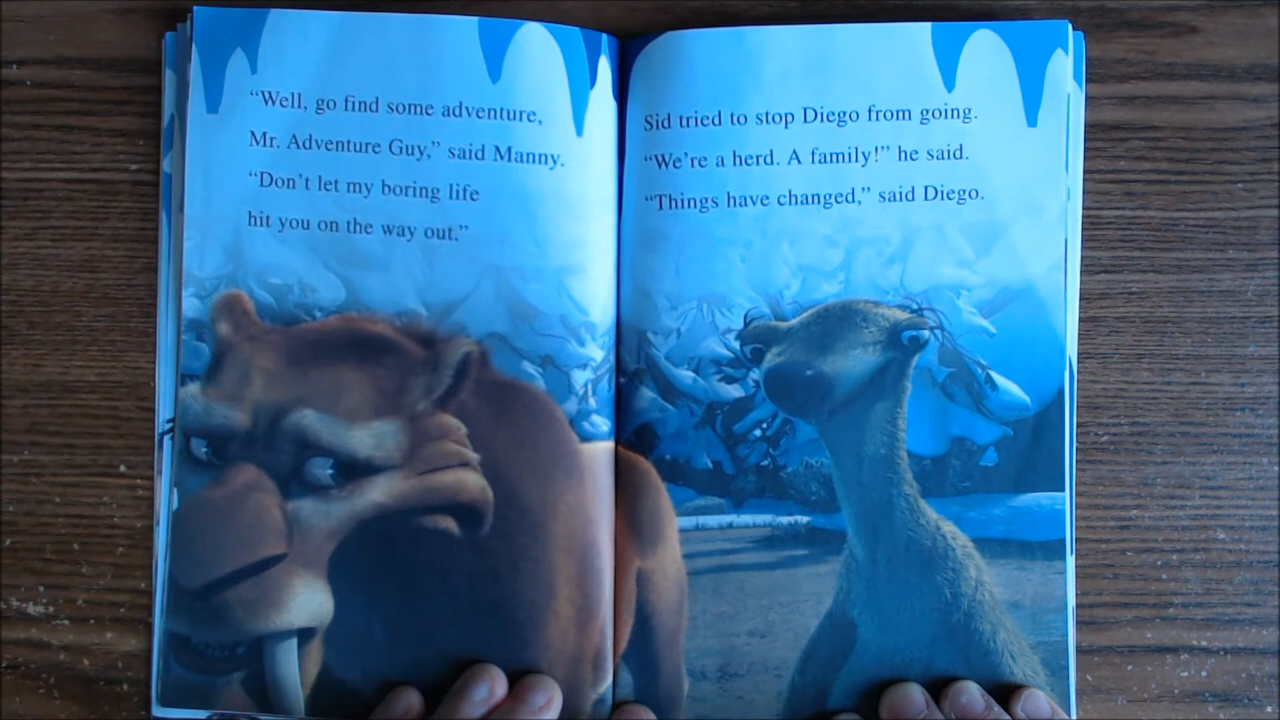 “Well, go find some adventure,
Mr. Adventure Guy,” said Manny.
“Don’t let my boring life
hit you on the way out.”
Sid tried to stop Diego from going.
“We’re a herd. A family!” he said.
“Things have changed,” said Diego.